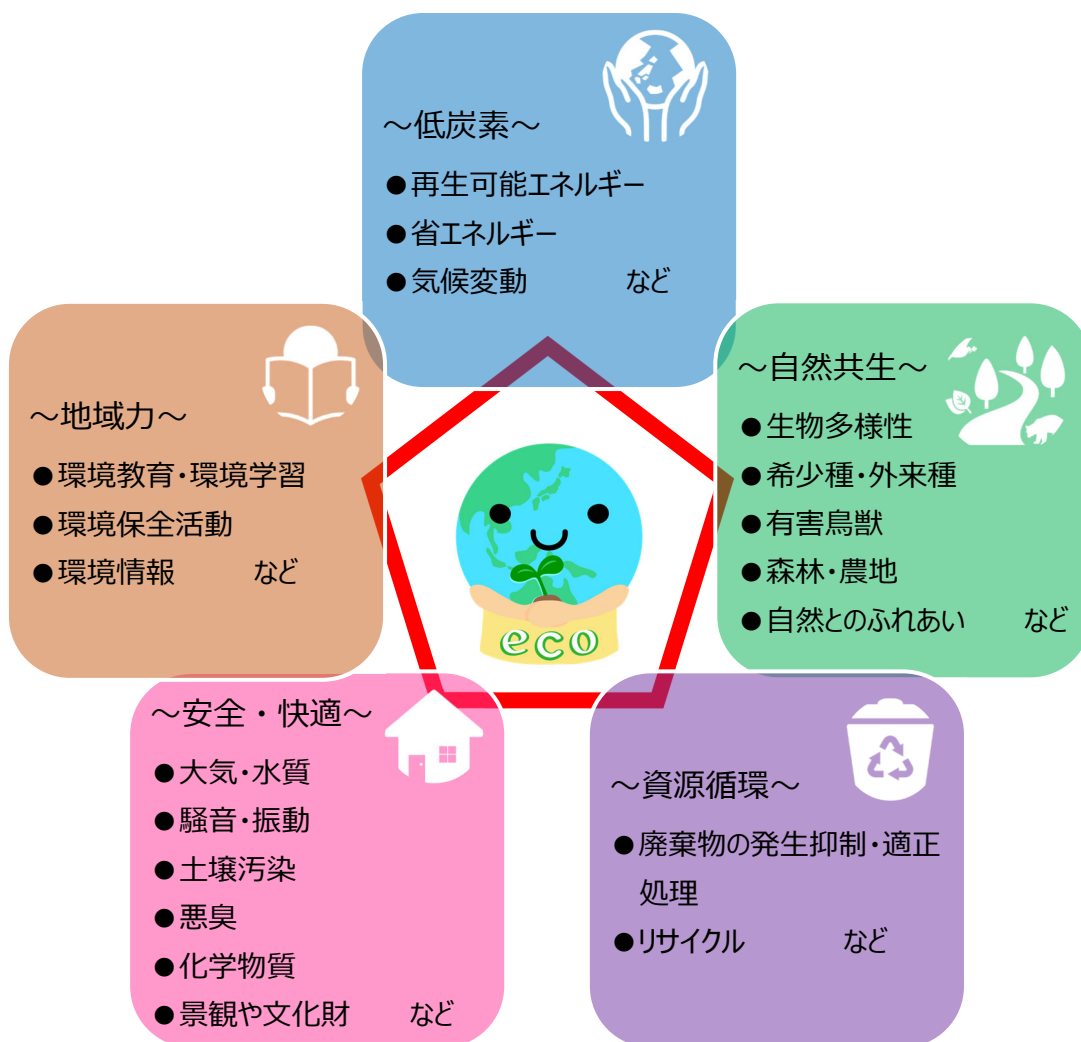 ～低炭素～
●再生可能エネルギー
●省エネルギー
●気候変動 など
～地域力～
●環境教育・環境学習
●環境保全活動
●環境情報 など
～自然共生～
●生物多様性
●希少種・外来種
●有害鳥獣
●森林・農地
●自然とのふれあい など
eco
～安全・快適～
●大気・水質
●騒音・振動
●土壌汚染
●悪臭
●化学物質
●景観や文化財 など
～資源循環～
●廃棄物の発生抑制・適正
処理
●リサイクル など